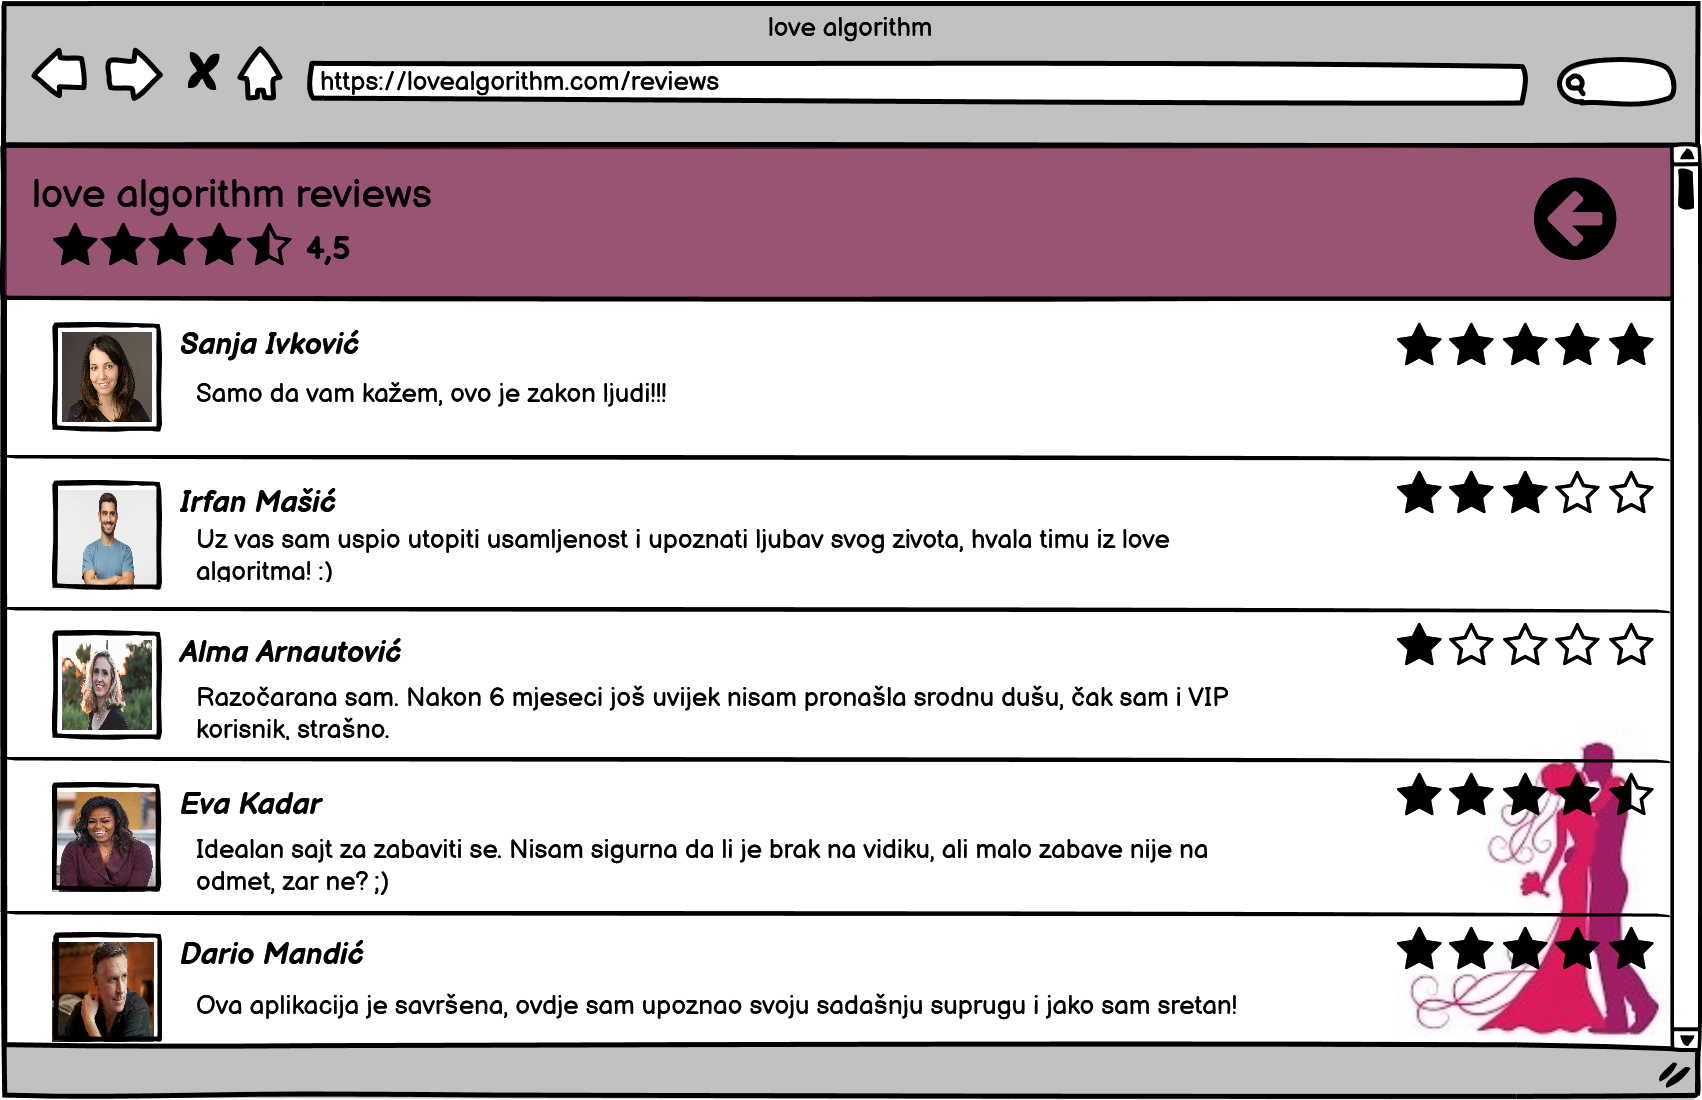 love algorithm
https://lovealgorithm.com/reviews
love algorithm reviews
4,5
Sanja Ivković
Samo da vam kažem, ovo je zakon ljudi!!!
Irfan Mašić
Uz vas sam uspio utopiti usamljenost i upoznati ljubav svog zivota, hvala timu iz love
algoritma! :)
Alma Arnautović
Razočarana sam. Nakon 6 mjeseci još uvijek nisam pronašla srodnu dušu, čak sam i VIP
korisnik, strašno.
Eva Kadar
Idealan sajt za zabaviti se. Nisam sigurna da li je brak na vidiku, ali malo zabave nije na
odmet, zar ne? ;)
Dario Mandić
Ova aplikacija je savršena, ovdje sam upoznao svoju sadašnju suprugu i jako sam sretan!